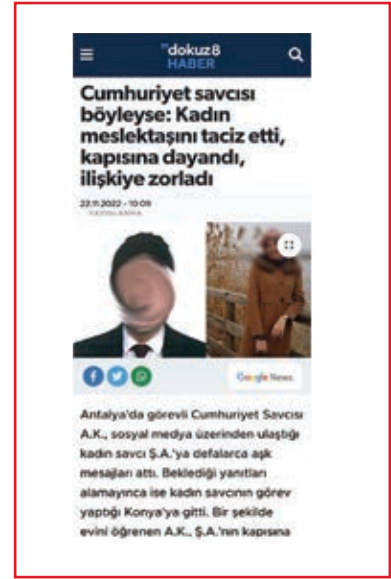 dokuz8
HABER
Cumhuriyet savcısı
böyleyse: Kadın
meslektaşını taciz etti,
kapısına dayandı,
ilişkiye zorladı
22.11.2022 - 10:09
Google News
Antalya'da görevli Cumhuriyet Savcısı
A.K., sosyal medya üzerinden ulaştığı
kadın savcı Ş.A.'ya defalarca aşk
mesajları attı. Beklediği yanıtları
alamayınca ise kadın savcının görev
yaptığı Konya'ya gitti. Bir şekilde
evini öğrenen A.K., Ş.A.'nın kapısına